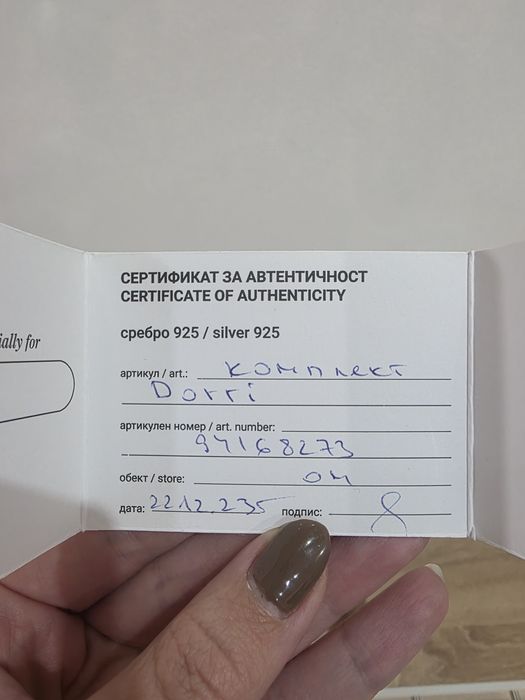 ially for
СЕРТИФИКАТ ЗА АВТЕНТИЧНОСТ
CERTIFICATE OF AUTHENTICITY
сребро 925 / silver 925
артикул / art.: комплект
Dorri
артикулен номер / art. number:
94168273
обект / store: ом
дата: 22.12.235 подпис: